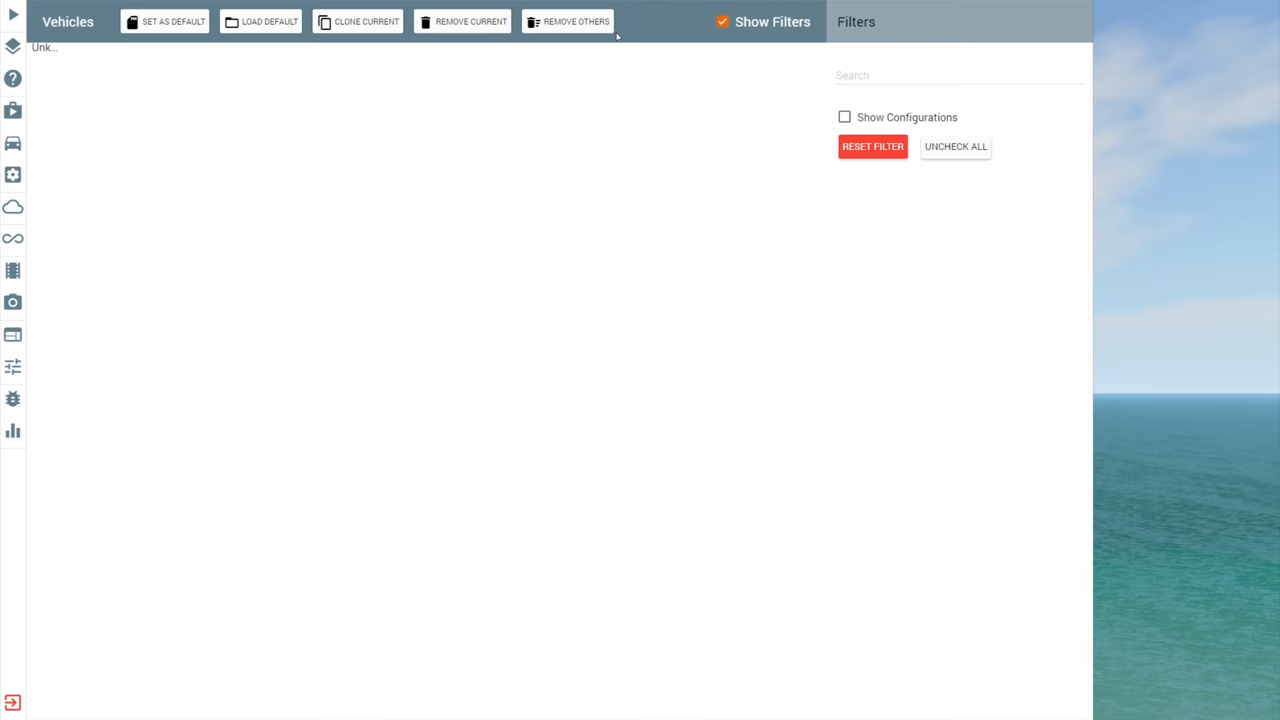 Vehicles
SET AS DEFAULT
LOAD DEFAULT
CLONE CURRENT
REMOVE CURRENT
REMOVE OTHERS
Show Filters
Filters
Unk...
Search
Show Configurations
RESET FILTER
UNCHECK ALL